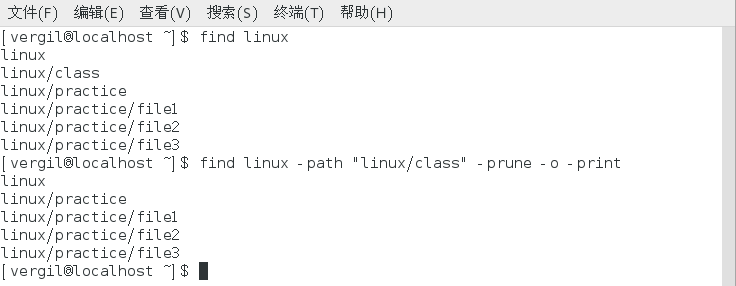 文件(F) 编辑(E) 查看(V) 搜索(S) 终端(T) 帮助(H)
[vergil@localhost ~]$ find linux
linux
linux/class
linux/practice
linux/practice/file1
linux/practice/file2
linux/practice/file3
[vergil@localhost ~]$ find linux -path "linux/class" -prune -o -print
linux
linux/practice
linux/practice/file1
linux/practice/file2
linux/practice/file3
[vergil@localhost ~]$